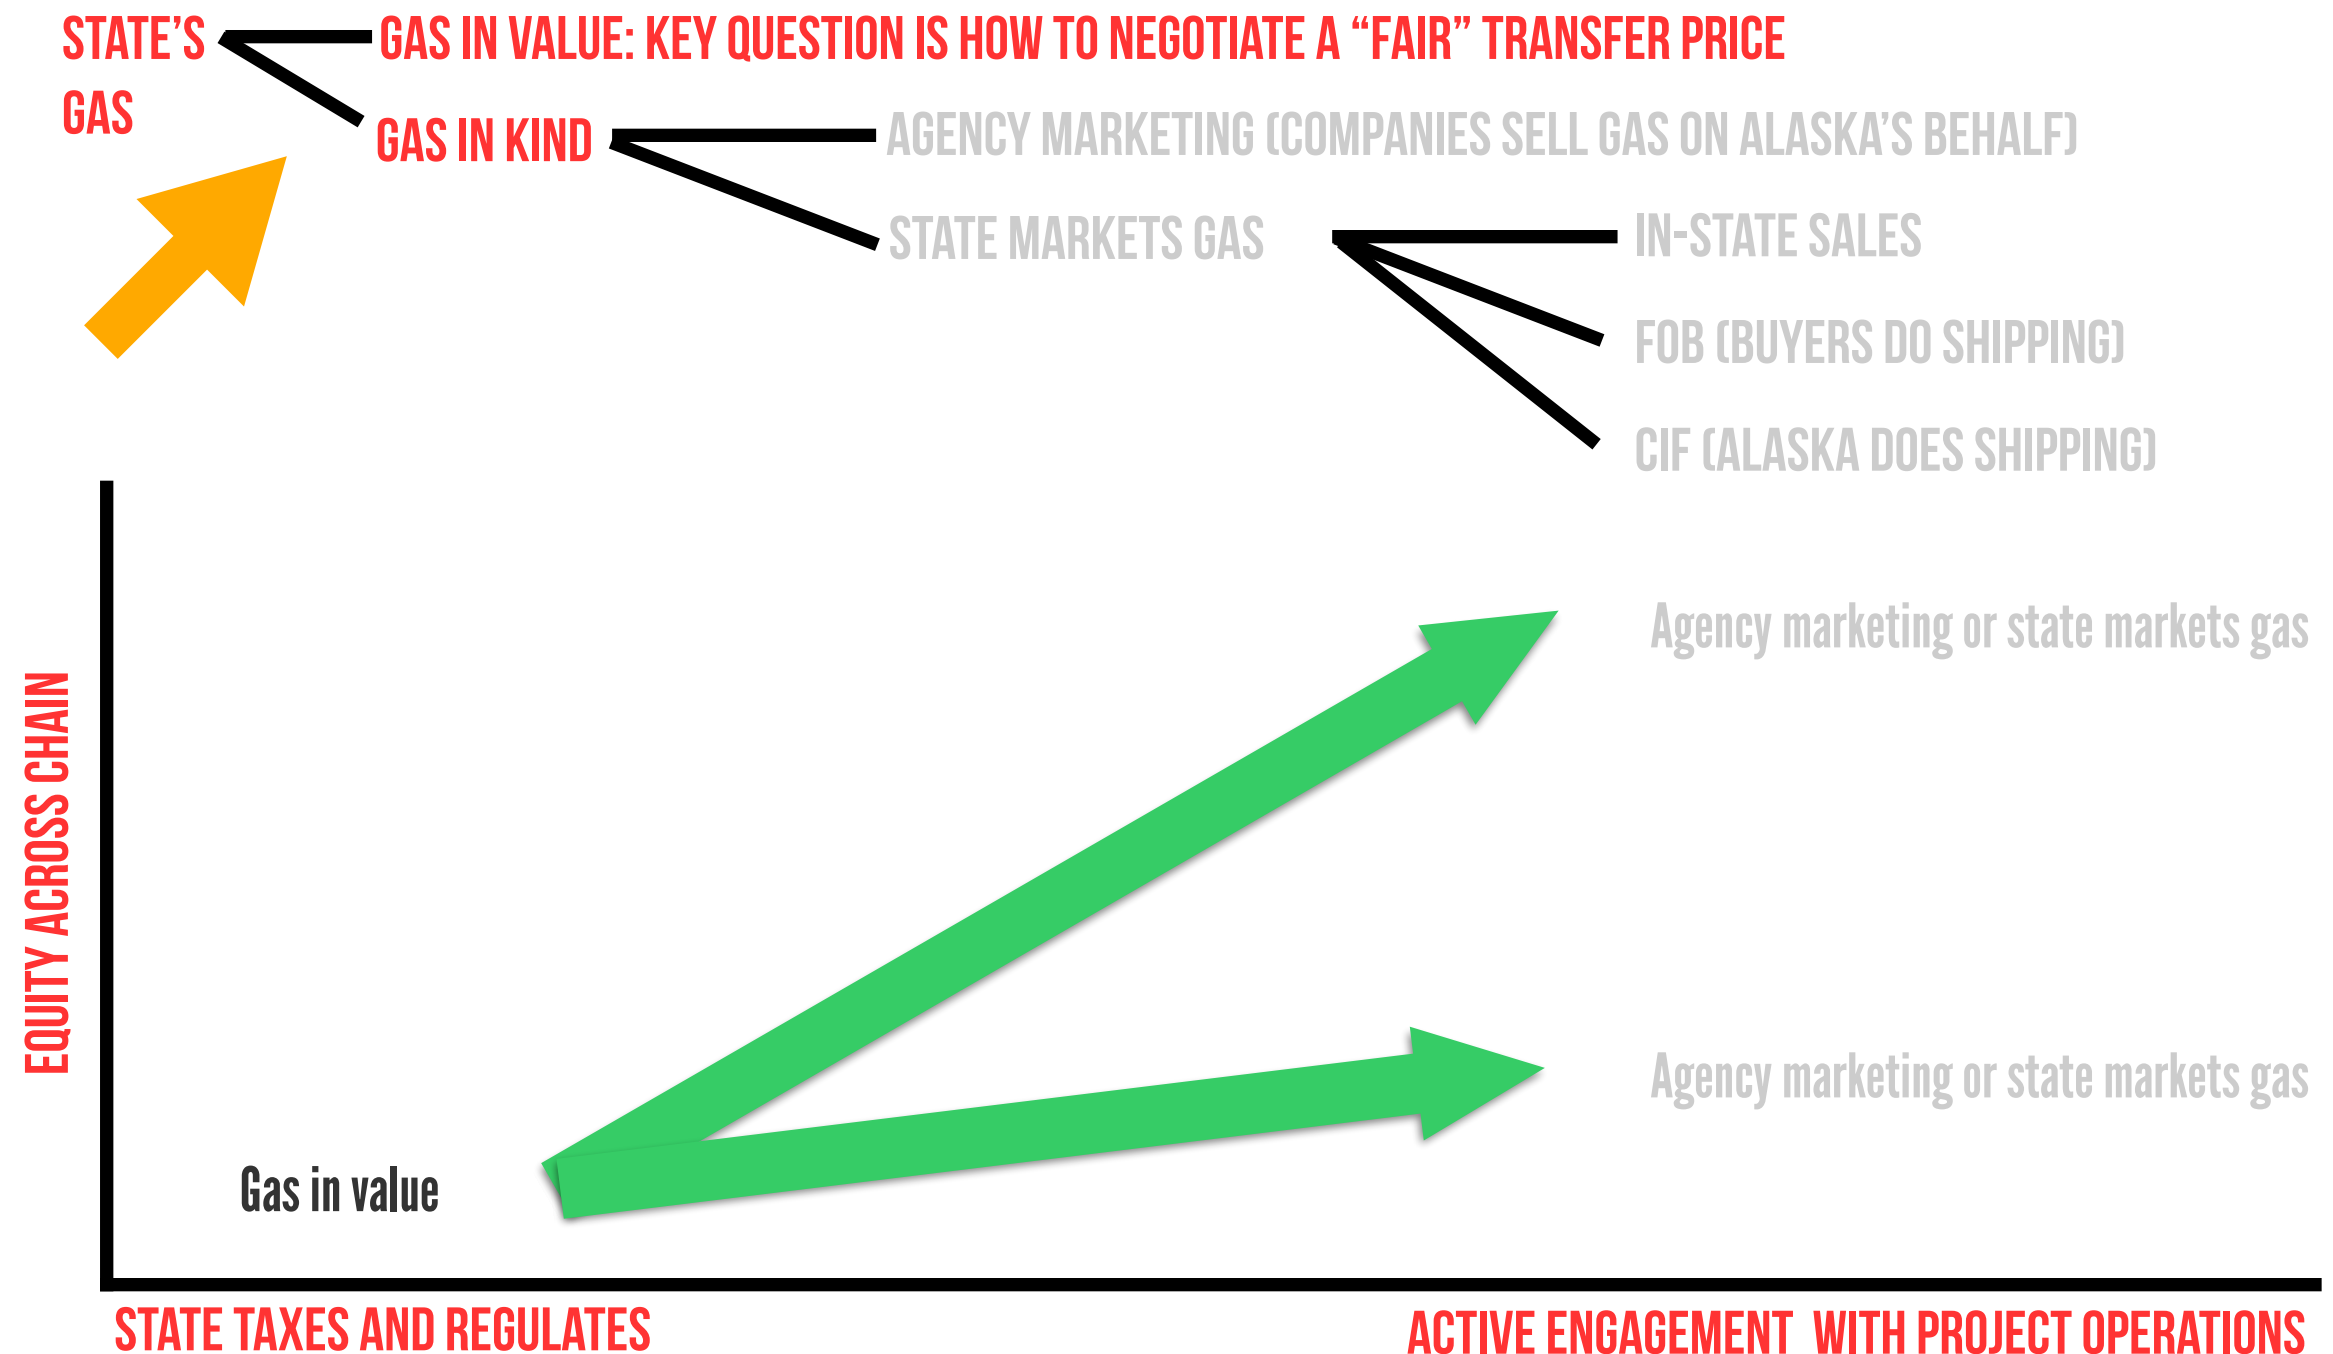 STATE'S
GAS
GAS IN VALUE: KEY QUESTION IS HOW TO NEGOTIATE A “FAIR” TRANSFER PRICE
GAS IN KIND
AGENCY MARKETING (COMPANIES SELL GAS ON ALASKA'S BEHALF)
STATE MARKETS GAS
IN-STATE SALES
FOB (BUYERS DO SHIPPING)
CIF (ALASKA DOES SHIPPING)
EQUITY ACROSS CHAIN
Agency marketing or state markets gas
Agency marketing or state markets gas
Gas in value
STATE TAXES AND REGULATES
ACTIVE ENGAGEMENT WITH PROJECT OPERATIONS